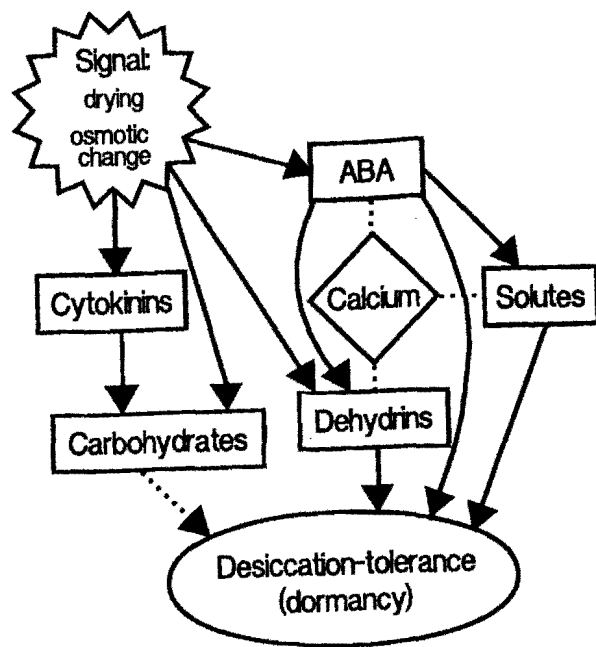 Signal:
drying
osmotic
change
ABA
Cytokinins
Calcium
Solutes
Carbohydrates
Dehydrins
Desiccation-tolerance
(dormancy)